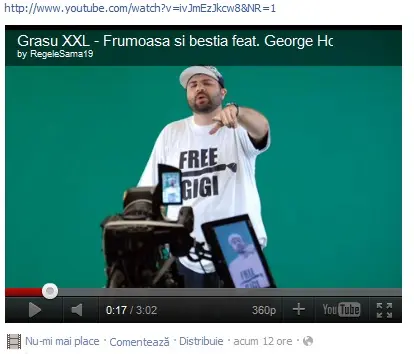 http://www.youtube.com/watch?v=ivJmEzJkcw8&NR=1
Grasu XXL - Frumoasa si bestia feat. George Ho
by RegeleSama19
FREE
GIGI
0:17 / 3:02
360p
YouTube
Nu-mi mai place · Comentează · Distribuie · acum 12 ore ·